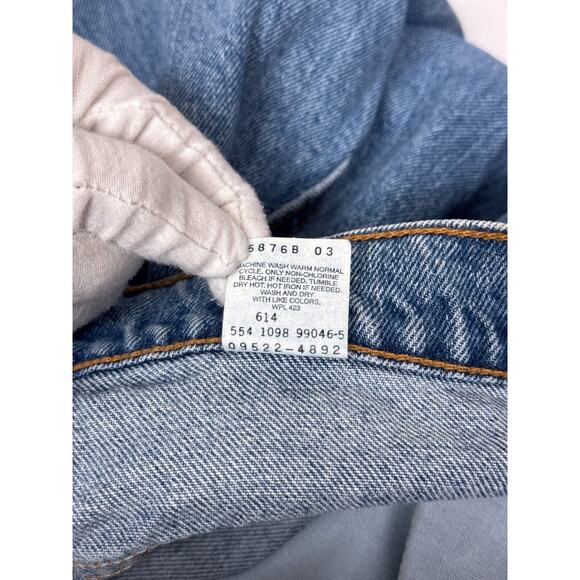 5876B 03
MACHINE WASH WARM NORMAL
CYCLE. ONLY NON-CHLORINE
BLEACH IF NEEDED. TUMBLE
DRY HOT. HOT IRON IF NEEDED.
WASH AND DRY
WITH LIKE COLORS.
WPL 423
614
554 1098 99046-5
09522-4892